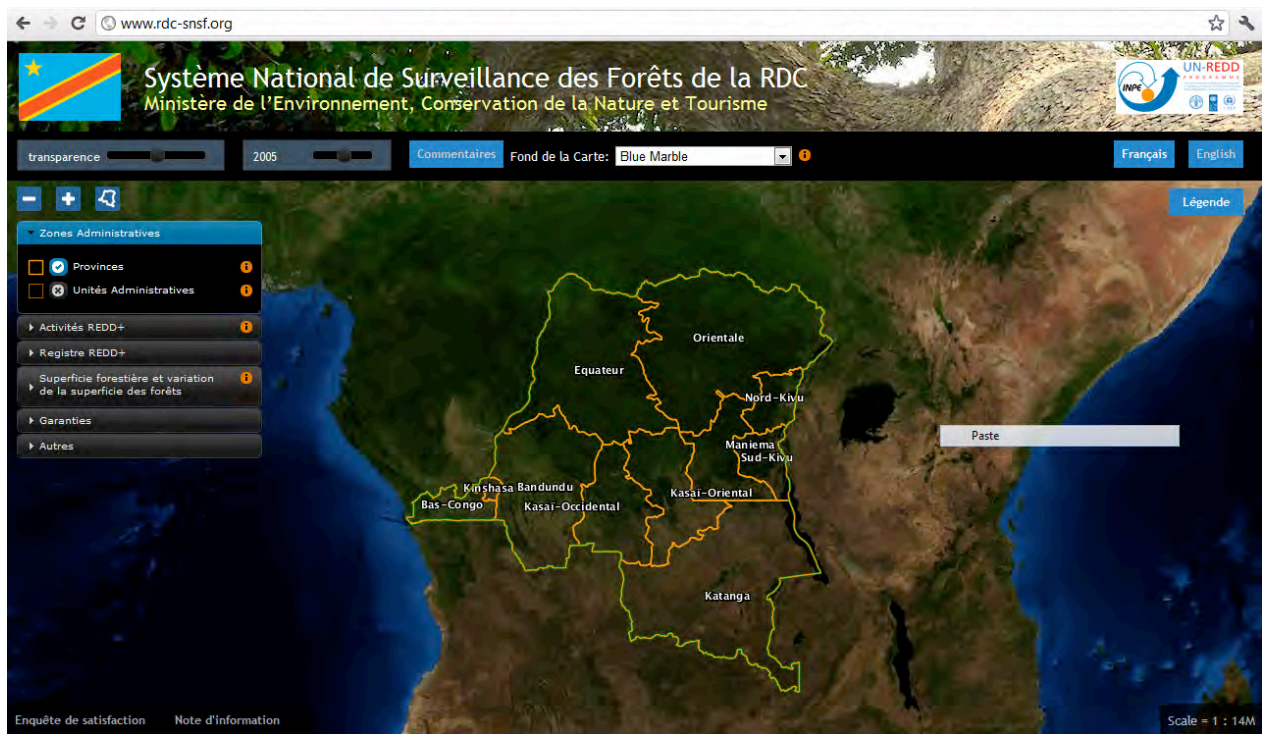 www.rdc-snsf.org
Système National de Surveillance des Forêts de la RDC
Ministère de l'Environnement, Conservation de la Nature et Tourisme
INPE
UN-REDD
PROGRAMME
transparence
2005
Commentaires
Fond de la Carte:
Blue Marble
Français
English
Légende
Zones Administratives
Provinces
Unités Administratives
Activités REDD+
Registre REDD+
Superficie forestière et variation
de la superficie des forêts
Garanties
Autres
Orientale
Equateur
Nord-Kivu
Maniema
Sud-Kivu
Kinshasa
Bandundu
Kasaï-Oriental
Bas-Congo
Kasaï-Occidental
Katanga
Paste
Enquête de satisfaction
Note d'information
Scale = 1 : 14M